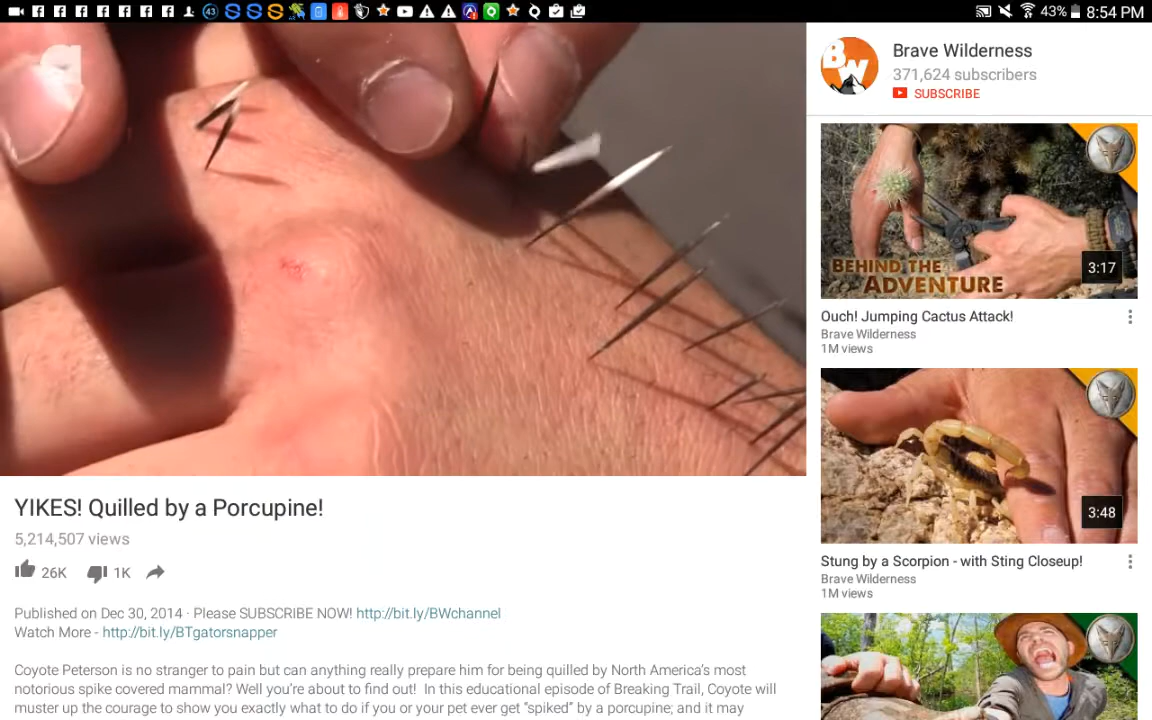 43
43% 8:54 PM
a
BW
Brave Wilderness
371,624 subscribers
SUBSCRIBE
BEHIND THE
ADVENTURE
3:17
Ouch! Jumping Cactus Attack!
Brave Wilderness
1M views
3:48
Stung by a Scorpion - with Sting Closeup!
Brave Wilderness
1M views
YIKES! Quilled by a Porcupine!
5,214,507 views
26K 1K
Published on Dec 30, 2014 · Please SUBSCRIBE NOW! http://bit.ly/BWchannel
Watch More - http://bit.ly/BTgatorsnapper
Coyote Peterson is no stranger to pain but can anything really prepare him for being quilled by North America's most
notorious spike covered mammal? Well you're about to find out!  In this educational episode of Breaking Trail, Coyote will
muster up the courage to show you exactly what to do if you or your pet ever get "spiked" by a porcupine; and it may